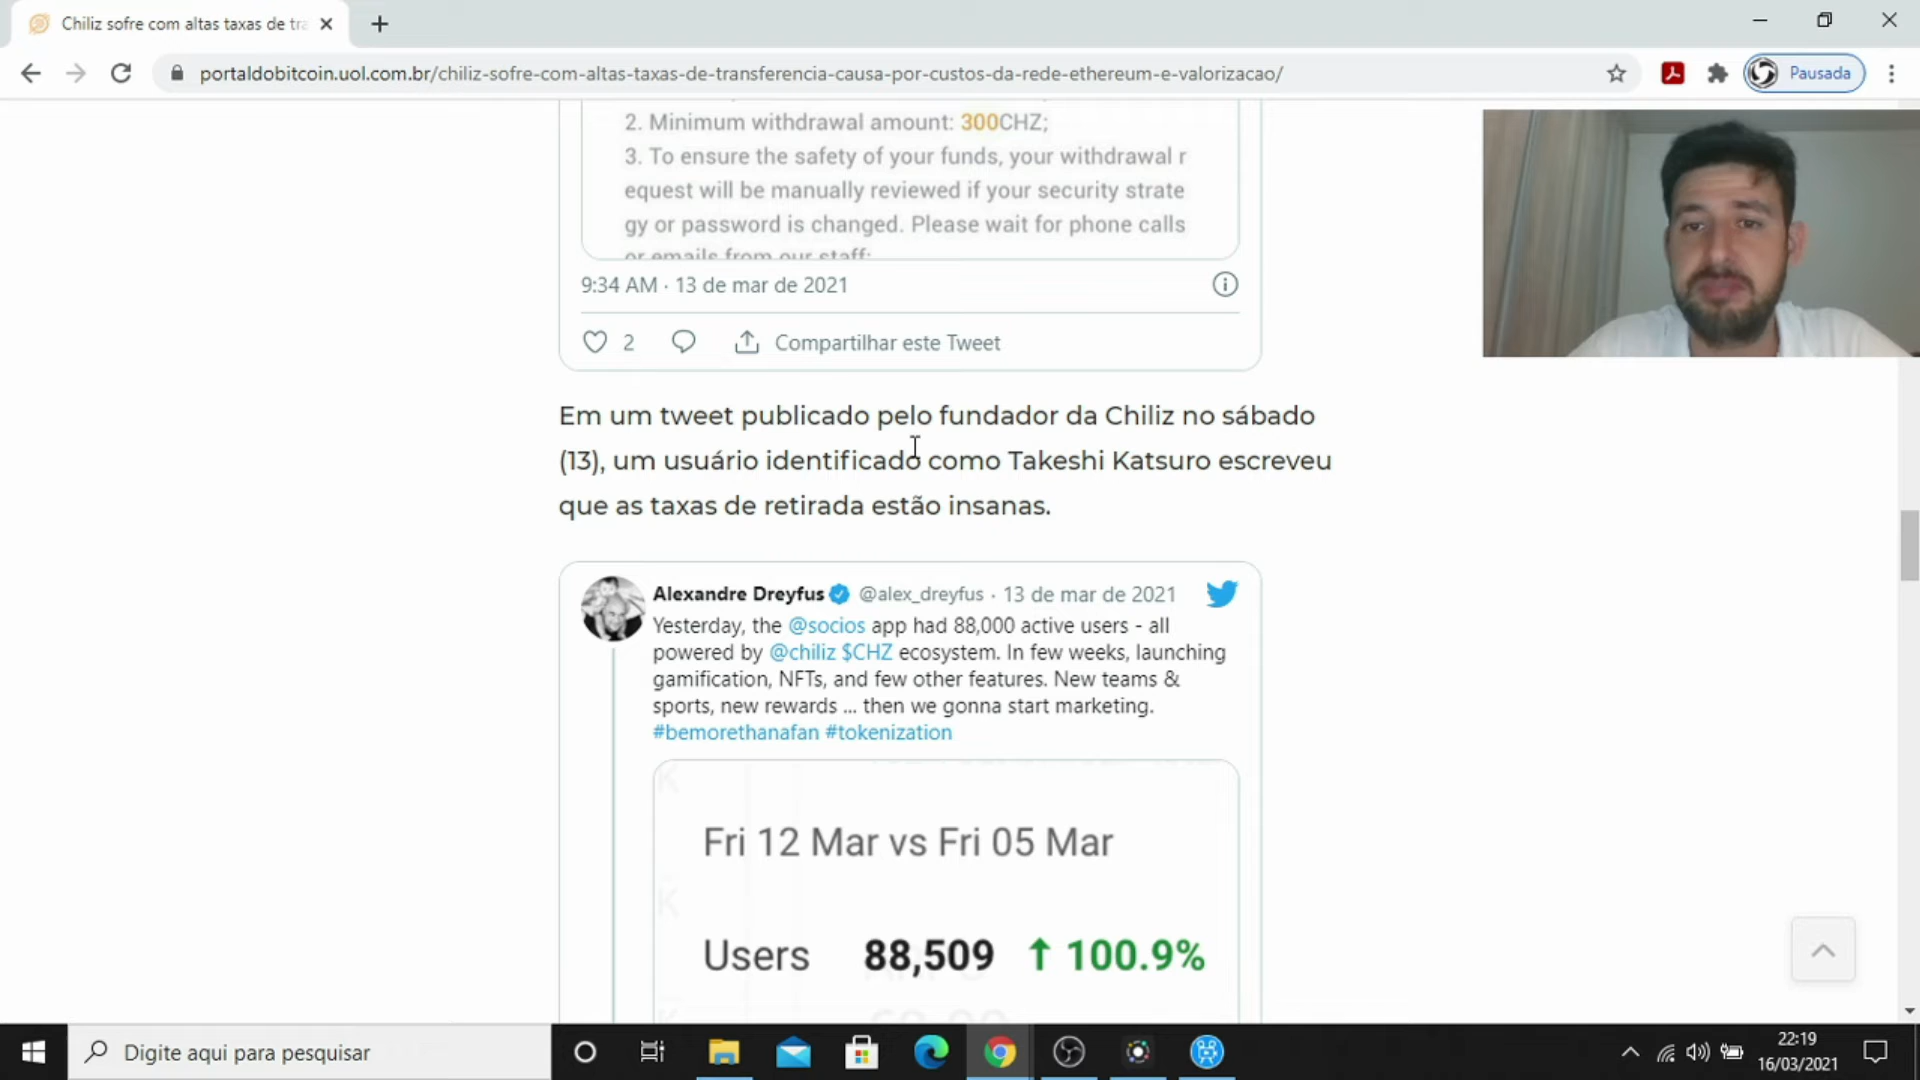 Chiliz sofre com altas taxas de tra
portaldobitcoin.uol.com.br/chiliz-sofre-com-altas-taxas-de-transferencia-causa-por-custos-da-rede-ethereum-e-valorizacao/
Pausada
2. Minimum withdrawal amount: 300CHZ;
3. To ensure the safety of your funds, your withdrawal r
equest will be manually reviewed if your security strate
gy or password is changed. Please wait for phone calls
or emails from our staff;
9:34 AM · 13 de mar de 2021
2
Compartilhar este Tweet
Em um tweet publicado pelo fundador da Chiliz no sábado
(13), um usuário identificado como Takeshi Katsuro escreveu
que as taxas de retirada estão insanas.
Alexandre Dreyfus @alex_dreyfus · 13 de mar de 2021
Yesterday, the @socios app had 88,000 active users - all
powered by @chiliz $CHZ ecosystem. In few weeks, launching
gamification, NFTs, and few other features. New teams &
sports, new rewards ... then we gonna start marketing.
#bemorethanafan #tokenization
Fri 12 Mar vs Fri 05 Mar
Users 88,509 ↑ 100.9%
Digite aqui para pesquisar
22:19
16/03/2021